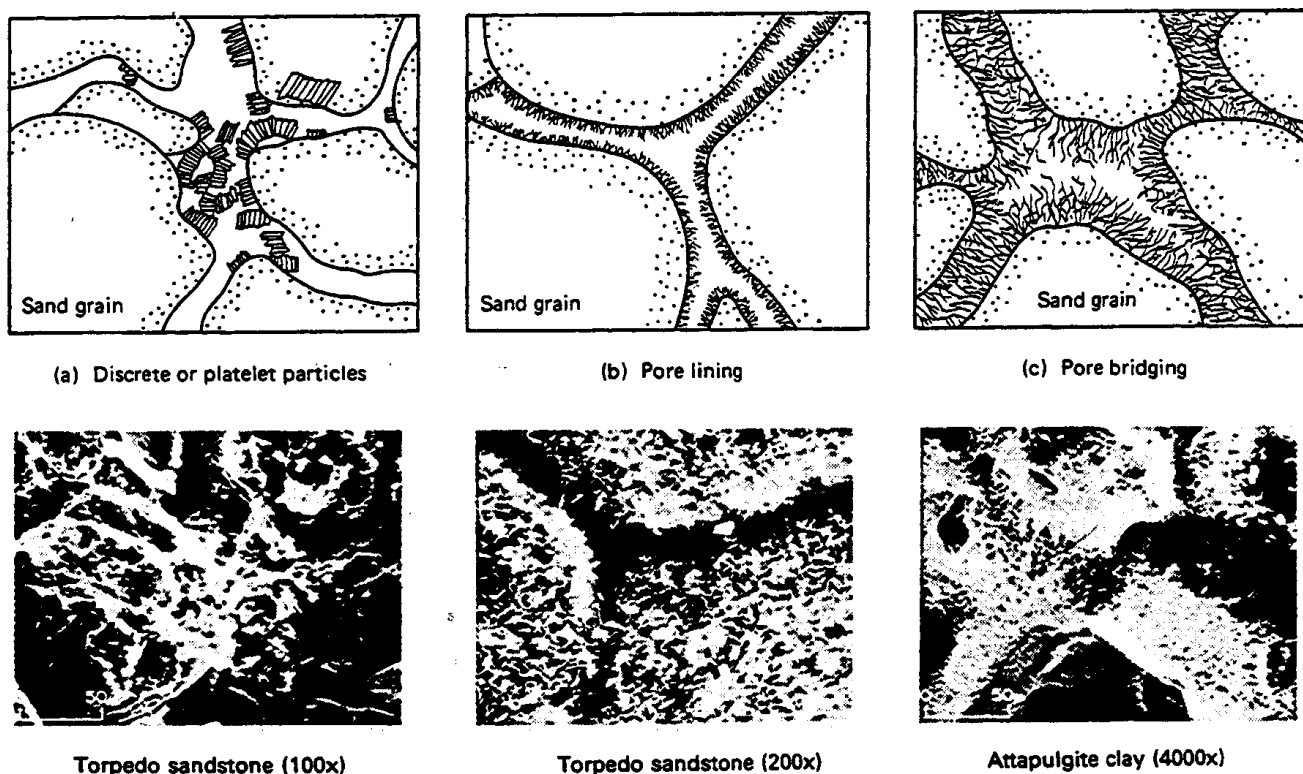 Sand grain
Sand grain
Sand grain
(a) Discrete or platelet particles
(b) Pore lining
(c) Pore bridging
Torpedo sandstone (100x)
Torpedo sandstone (200x)
Attapulgite clay (4000x)